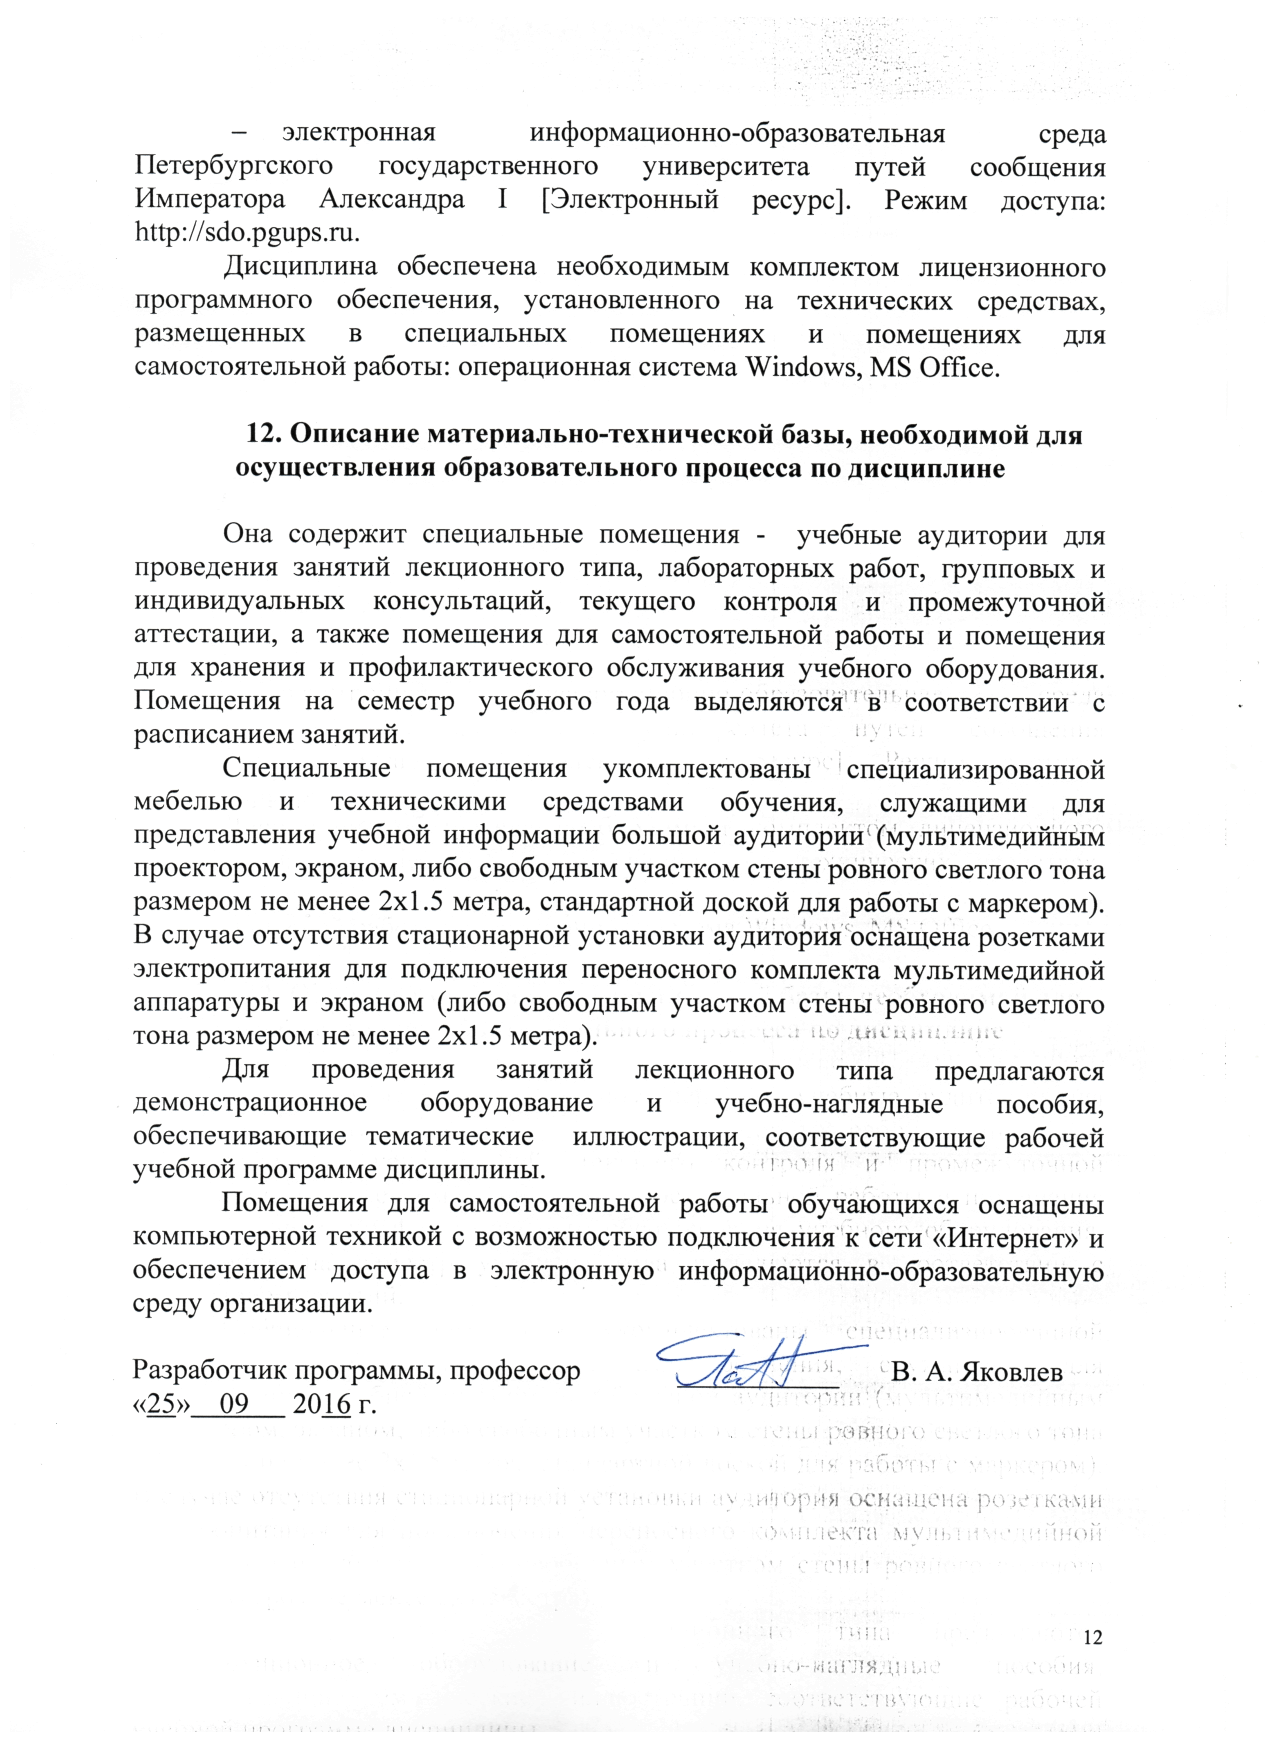 – электронная информационно-образовательная среда
Петербургского государственного университета путей сообщения
Императора Александра I [Электронный ресурс]. Режим доступа:
http://sdo.pgups.ru.
Дисциплина обеспечена необходимым комплектом лицензионного
программного обеспечения, установленного на технических средствах,
размещенных в специальных помещениях и помещениях для
самостоятельной работы: операционная система Windows, MS Office.
12. Описание материально-технической базы, необходимой для
осуществления образовательного процесса по дисциплине
Она содержит специальные помещения - учебные аудитории для
проведения занятий лекционного типа, лабораторных работ, групповых и
индивидуальных консультаций, текущего контроля и промежуточной
аттестации, а также помещения для самостоятельной работы и помещения
для хранения и профилактического обслуживания учебного оборудования.
Помещения на семестр учебного года выделяются в соответствии с
расписанием занятий.
Специальные помещения укомплектованы специализированной
мебелью и техническими средствами обучения, служащими для
представления учебной информации большой аудитории (мультимедийным
проектором, экраном, либо свободным участком стены ровного светлого тона
размером не менее 2х1.5 метра, стандартной доской для работы с маркером).
В случае отсутствия стационарной установки аудитория оснащена розетками
электропитания для подключения переносного комплекта мультимедийной
аппаратуры и экраном (либо свободным участком стены ровного светлого
тона размером не менее 2х1.5 метра).
Для проведения занятий лекционного типа предлагаются
демонстрационное оборудование и учебно-наглядные пособия,
обеспечивающие тематические иллюстрации, соответствующие рабочей
учебной программе дисциплины.
Помещения для самостоятельной работы обучающихся оснащены
компьютерной техникой с возможностью подключения к сети «Интернет» и
обеспечением доступа в электронную информационно-образовательную
среду организации.
Разработчик программы, профессор В. А. Яковлев
«25» 09 2016 г.
12